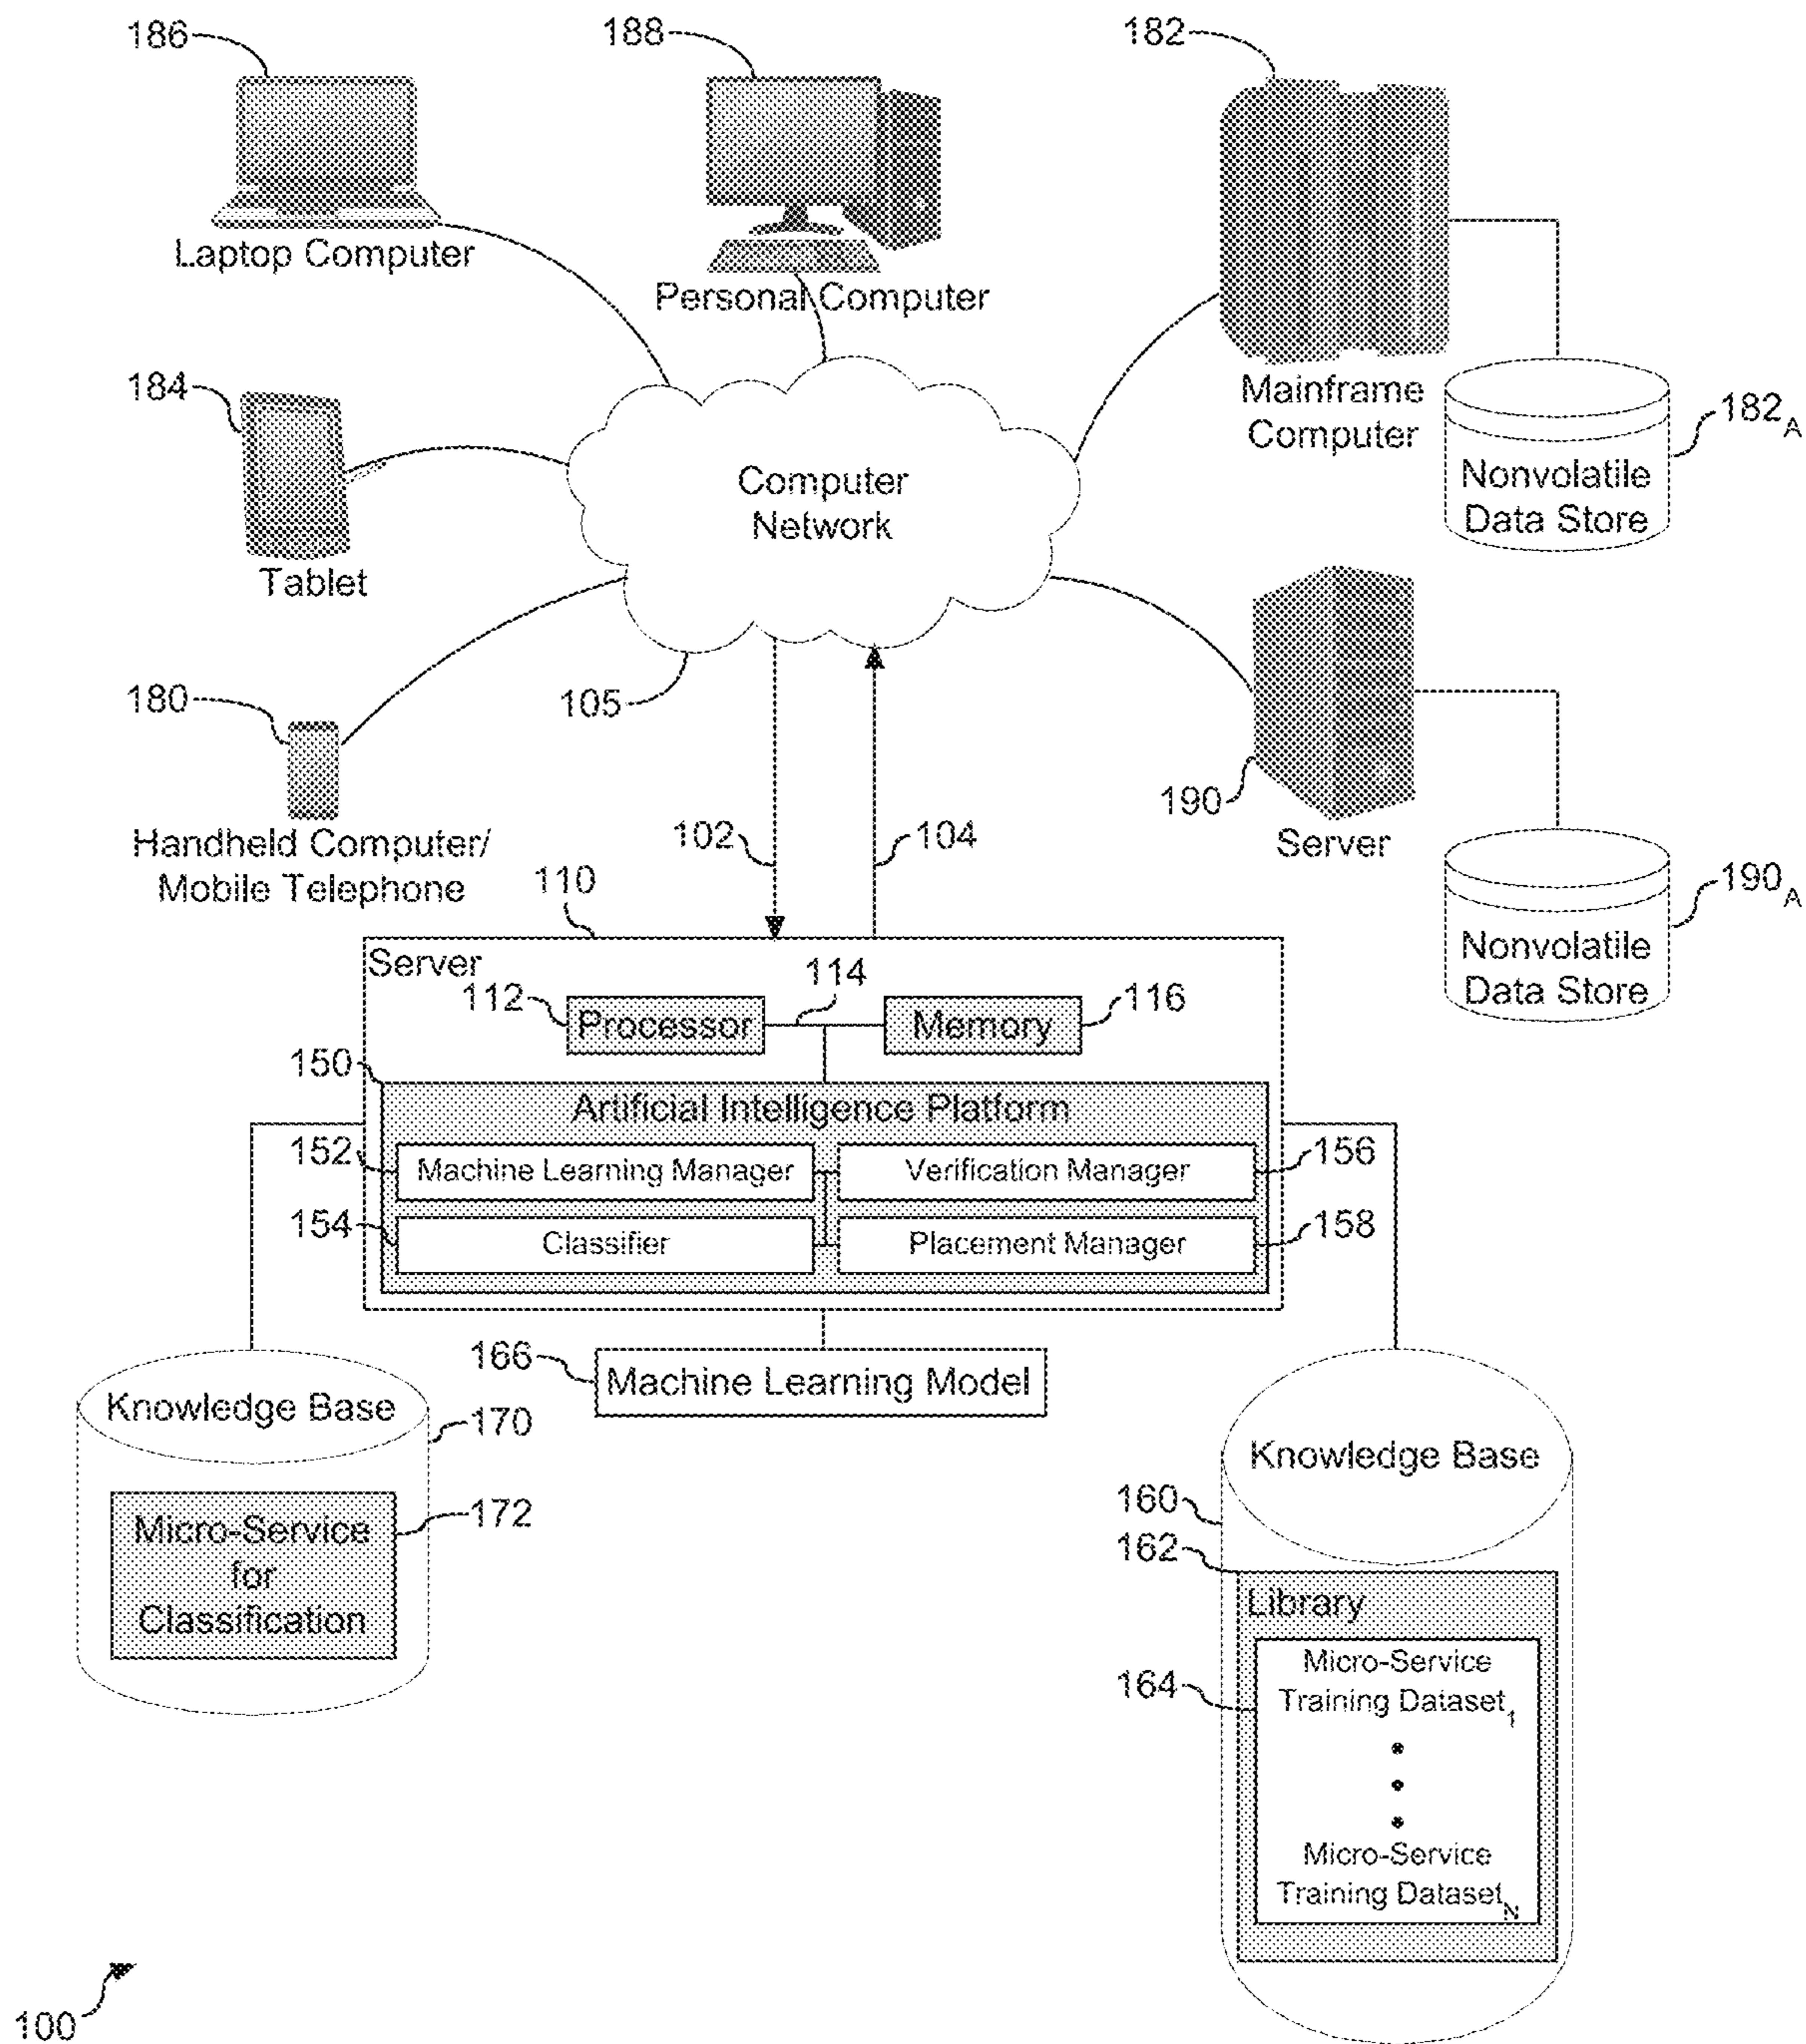 186
188
182
Laptop Computer
Personal Computer
184
Mainframe
Computer
182A
Computer
Network
Nonvolatile
Data Store
Tablet
180
105
190
102
104
Server
Handheld Computer/
Mobile Telephone
190A
110
Nonvolatile
Data Store
Server
114
112
Processor
Memory
116
150
Artificial Intelligence Platform
152
Machine Learning Manager
Verification Manager
156
154
Classifier
Placement Manager
158
166
Machine Learning Model
Knowledge Base
170
Knowledge Base
172
Micro-Service
for
Classification
160
162
Library
164
Micro-Service
Training Dataset1
Micro-Service
Training DatasetN
100